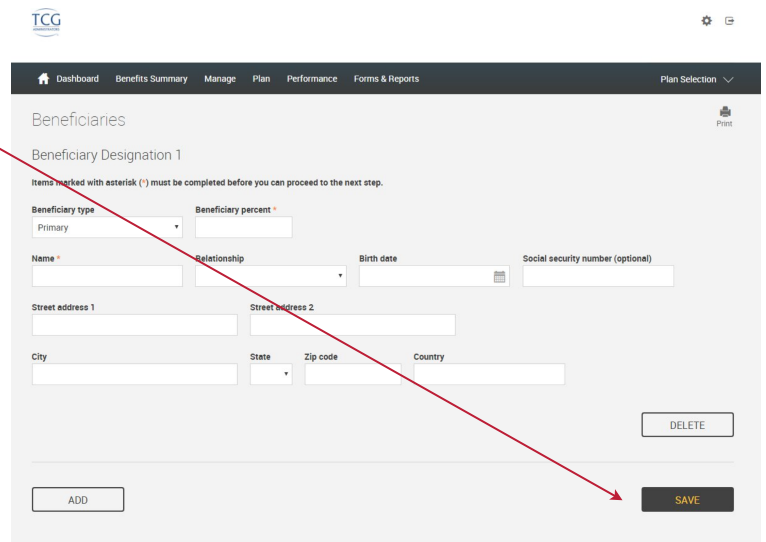 TCG
ADMINISTRATORS
Dashboard Benefits Summary Manage Plan Performance Forms & Reports Plan Selection
Beneficiaries
Print
Beneficiary Designation 1
Items marked with asterisk (*) must be completed before you can proceed to the next step.
Beneficiary type Beneficiary percent *
Primary
Name * Relationship Birth date Social security number (optional)
Street address 1 Street address 2
City State Zip code Country
DELETE
ADD SAVE